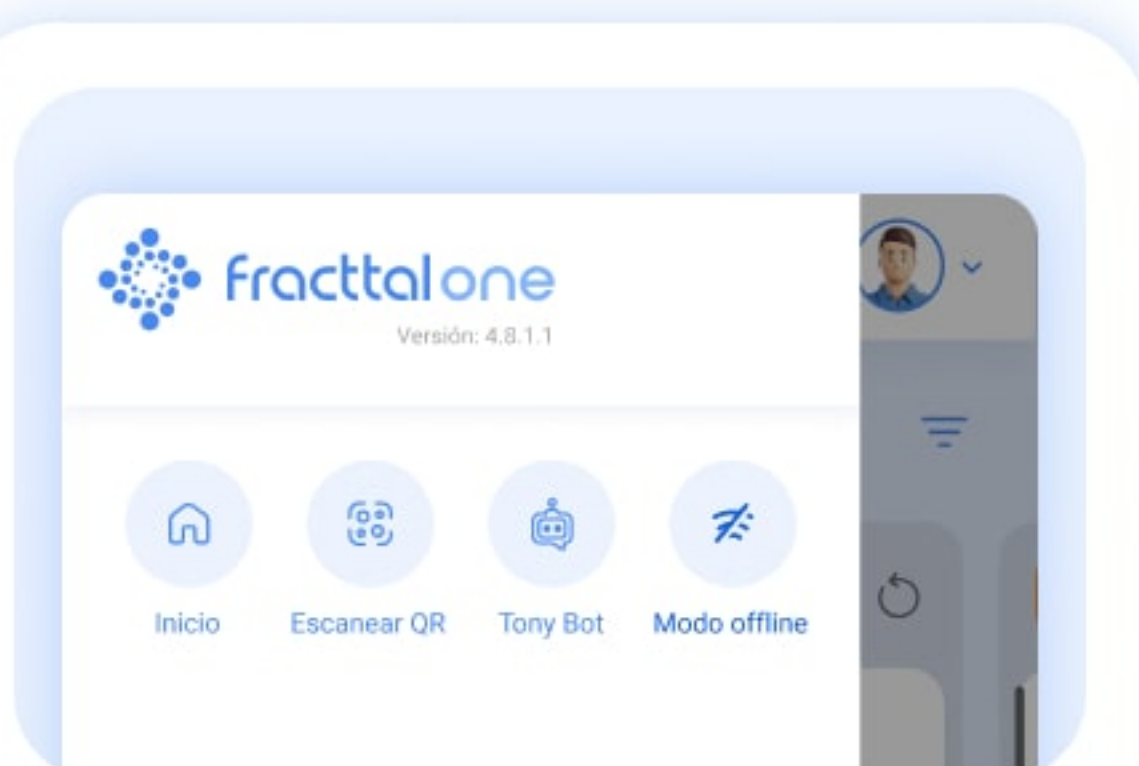 fracttal one
Versión: 4.8.1.1
Inicio
Escanear QR
Tony Bot
Modo offline